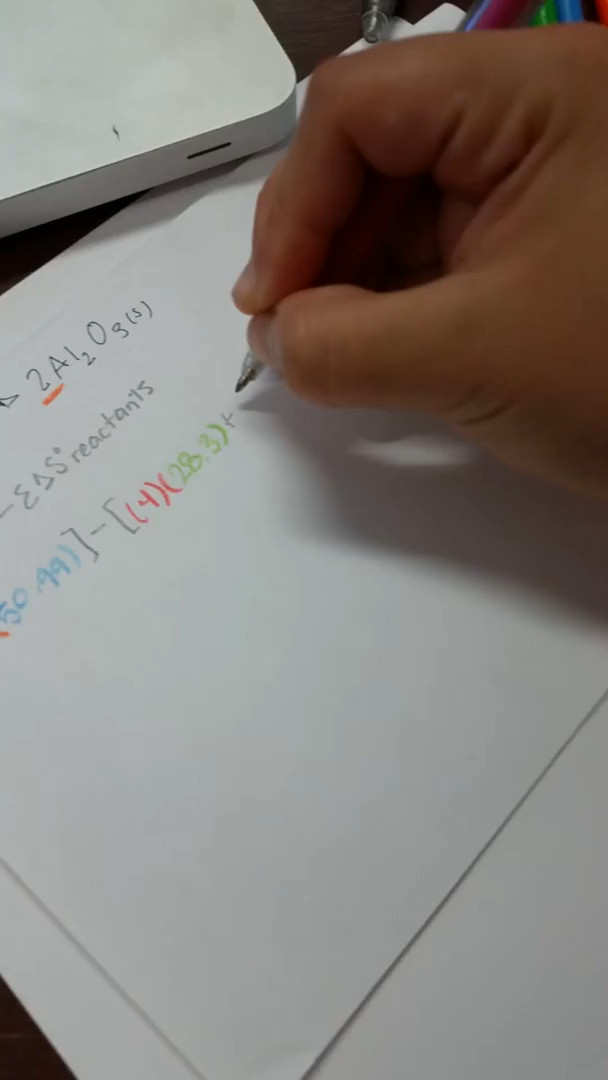 2Al₂O₃(s)
- ΣΔS° reactants
50.99)] - [(4)(28.3)+